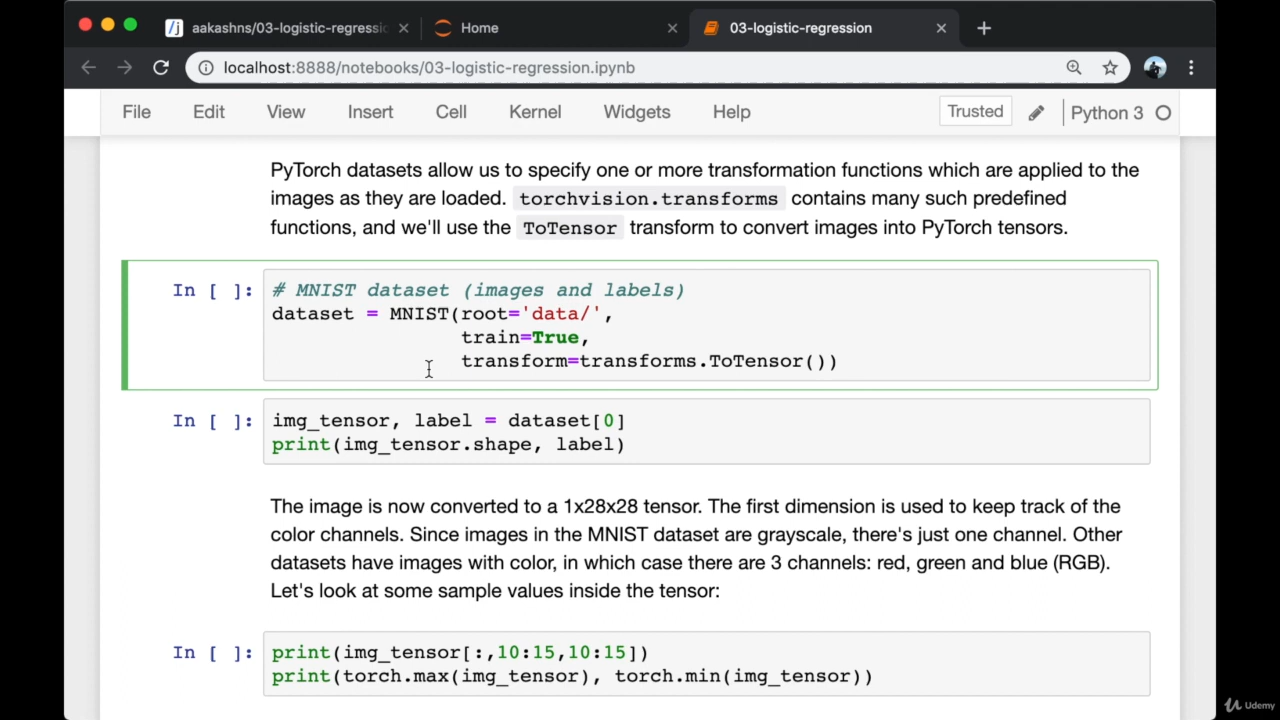 aakashns/03-logistic-regressi
Home
03-logistic-regression
localhost:8888/notebooks/03-logistic-regression.ipynb
File Edit View Insert Cell Kernel Widgets Help Trusted Python 3
PyTorch datasets allow us to specify one or more transformation functions which are applied to the
images as they are loaded. torchvision.transforms contains many such predefined
functions, and we'll use the ToTensor transform to convert images into PyTorch tensors.
In [ ]: # MNIST dataset (images and labels)
dataset = MNIST(root='data/',
train=True,
transform=transforms.ToTensor())
In [ ]: img_tensor, label = dataset[0]
print(img_tensor.shape, label)
The image is now converted to a 1x28x28 tensor. The first dimension is used to keep track of the
color channels. Since images in the MNIST dataset are grayscale, there's just one channel. Other
datasets have images with color, in which case there are 3 channels: red, green and blue (RGB).
Let's look at some sample values inside the tensor:
In [ ]: print(img_tensor[:,10:15,10:15])
print(torch.max(img_tensor), torch.min(img_tensor))
Udemy